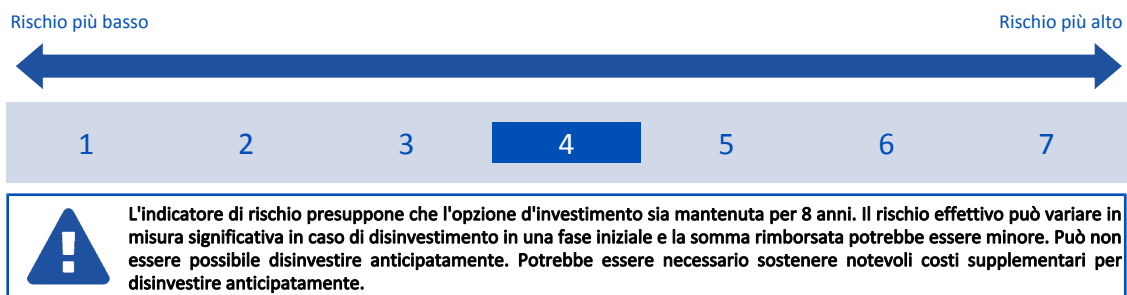 Rischio più basso Rischio più alto
1 2 3 4 5 6 7
L'indicatore di rischio presuppone che l'opzione d'investimento sia mantenuta per 8 anni. Il rischio effettivo può variare in
misura significativa in caso di disinvestimento in una fase iniziale e la somma rimborsata potrebbe essere minore. Può non
essere possibile disinvestire anticipatamente. Potrebbe essere necessario sostenere notevoli costi supplementari per
disinvestire anticipatamente.